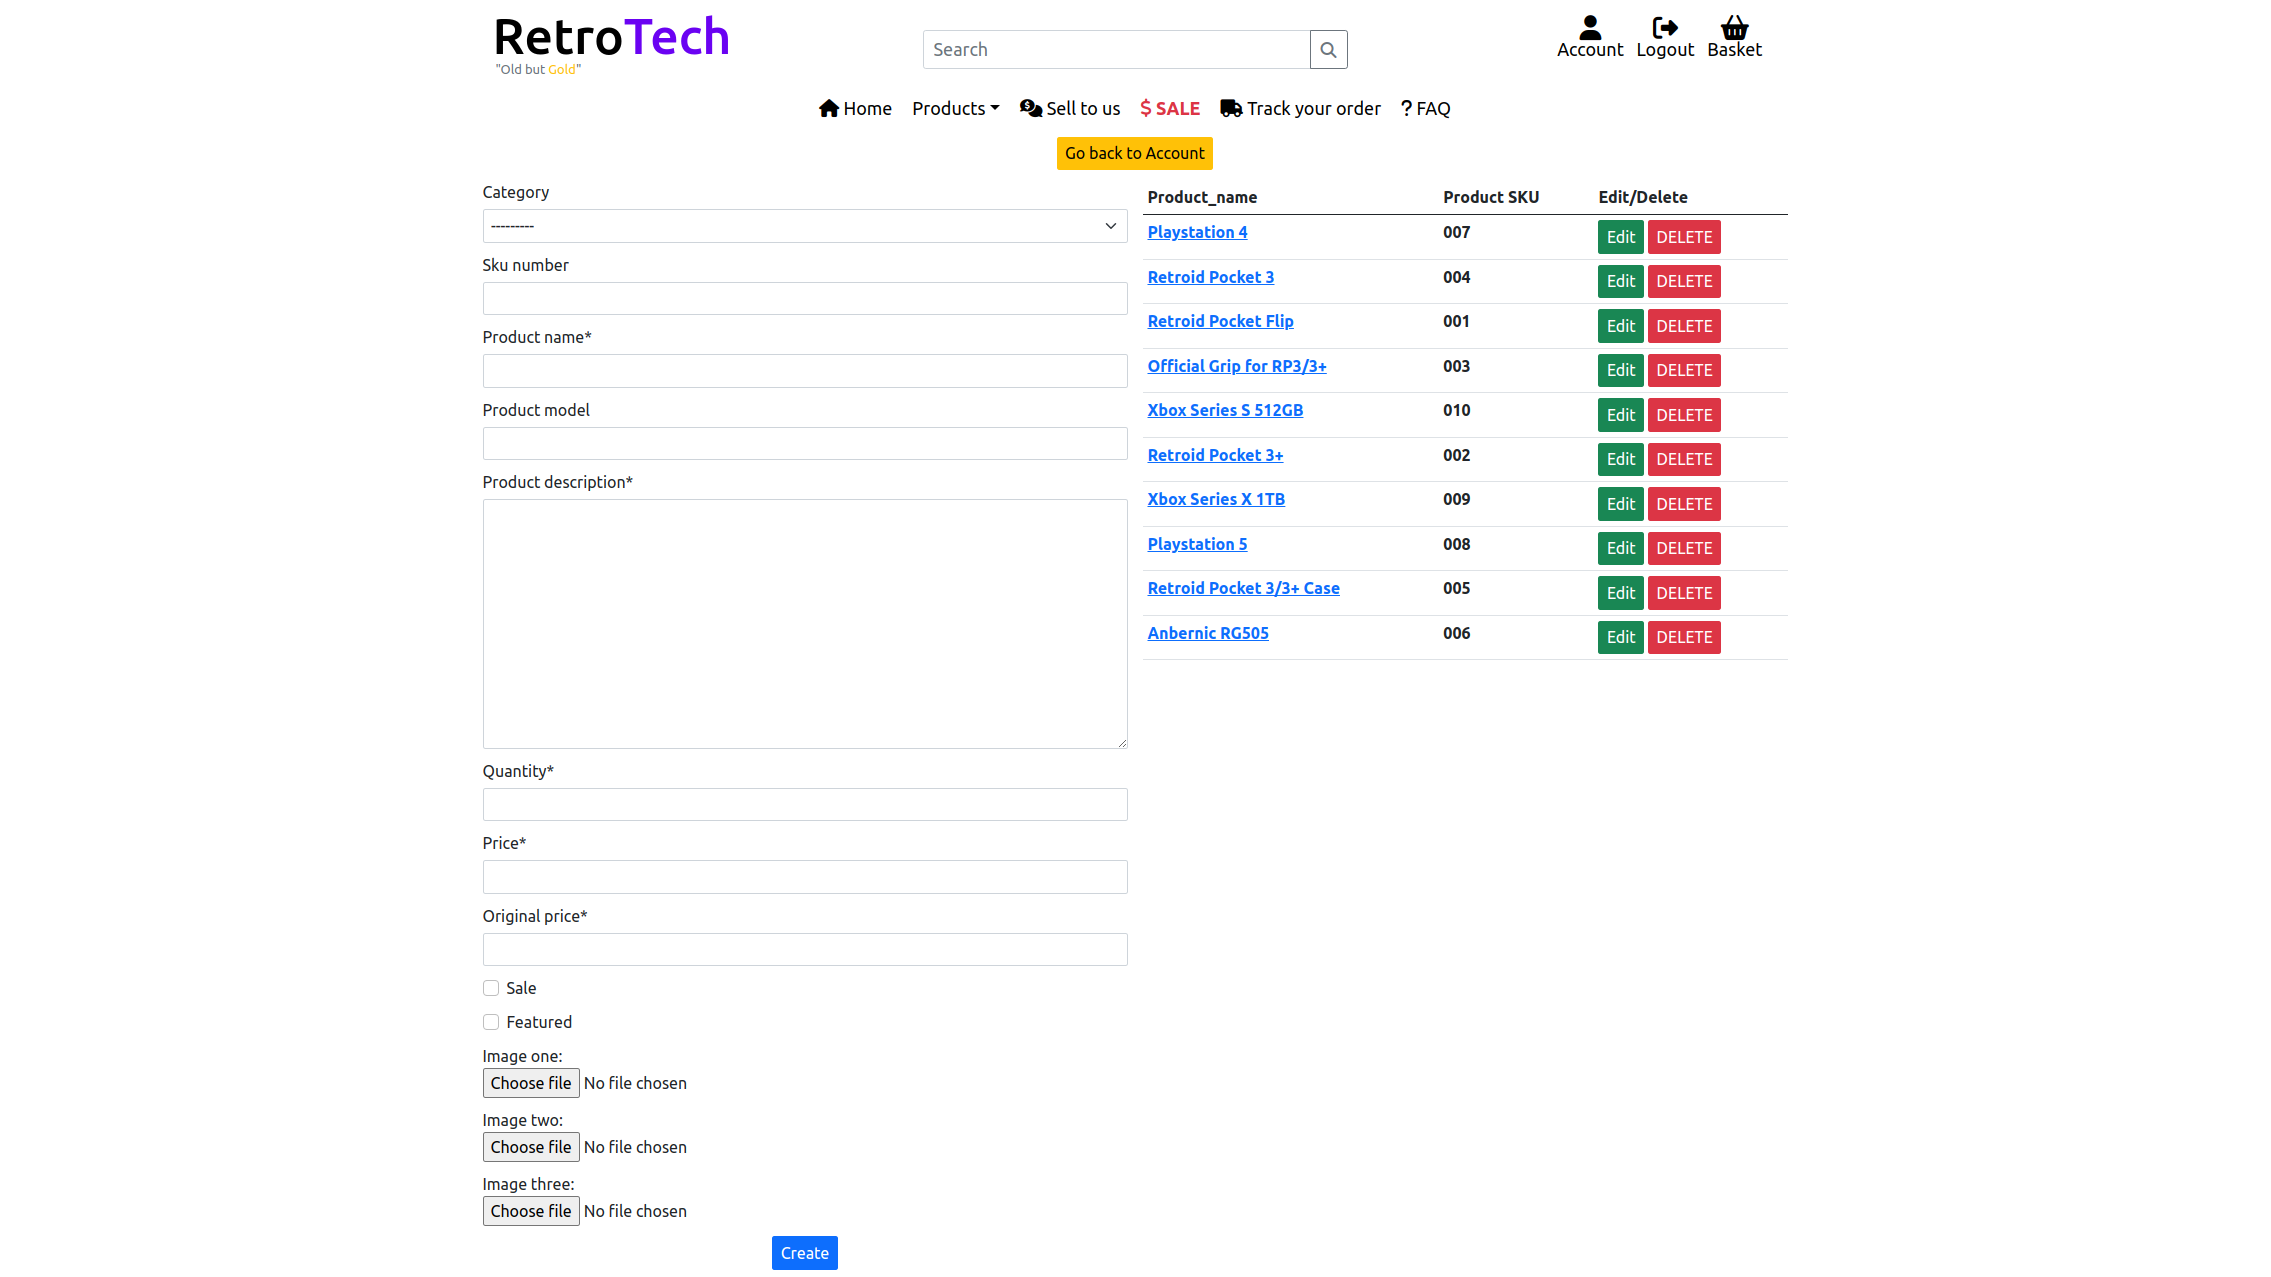 RetroTech
"Old but Gold"
Search
Account Logout Basket
Home Products Sell to us $ SALE Track your order ? FAQ
Go back to Account
Category
---------
Sku number
Product name*
Product model
Product description*
Quantity*
Price*
Original price*
Sale
Featured
Image one:
Choose file No file chosen
Image two:
Choose file No file chosen
Image three:
Choose file No file chosen
Create
Product_name Product SKU Edit/Delete
Playstation 4 007 Edit DELETE
Retroid Pocket 3 004 Edit DELETE
Retroid Pocket Flip 001 Edit DELETE
Official Grip for RP3/3+ 003 Edit DELETE
Xbox Series S 512GB 010 Edit DELETE
Retroid Pocket 3+ 002 Edit DELETE
Xbox Series X 1TB 009 Edit DELETE
Playstation 5 008 Edit DELETE
Retroid Pocket 3/3+ Case 005 Edit DELETE
Anbernic RG505 006 Edit DELETE